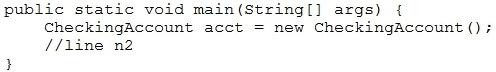 public static void main(String[] args) {
    CheckingAccount acct = new CheckingAccount();
    //line n2
}